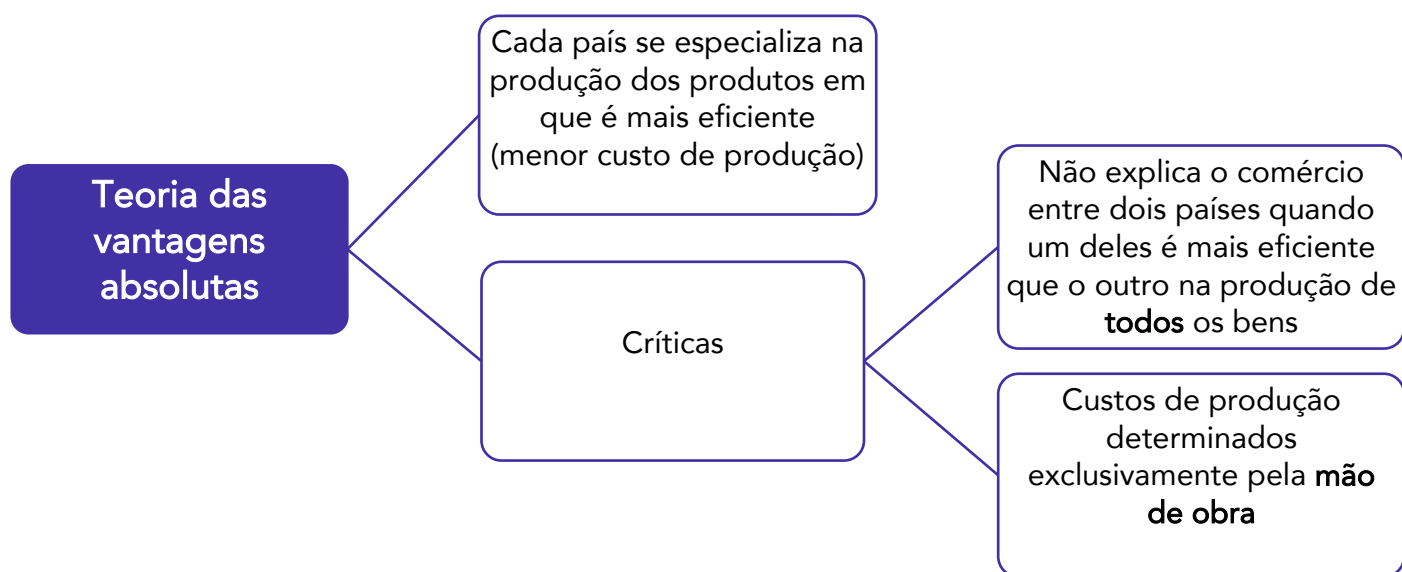 Teoria das
vantagens
absolutas
Cada país se especializa na
produção dos produtos em
que é mais eficiente
(menor custo de produção)
Críticas
Não explica o comércio
entre dois países quando
um deles é mais eficiente
que o outro na produção de
todos os bens
Custos de produção
determinados
exclusivamente pela mão
de obra